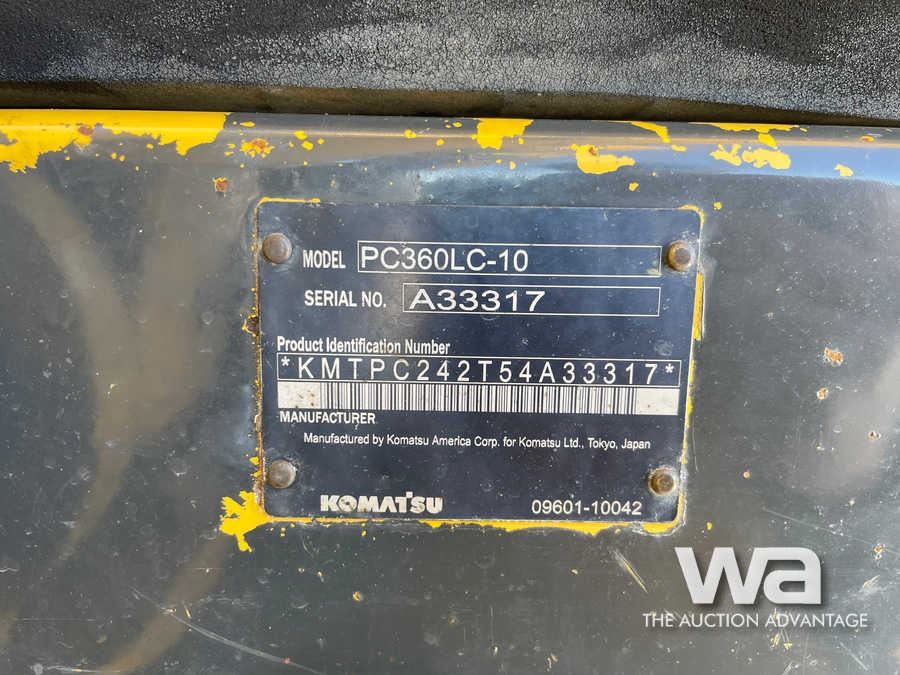 MODEL PC360LC-10
SERIAL NO. A33317
Product Identification Number
*KMTPC242T54A33317*
MANUFACTURER
Manufactured by Komatsu America Corp. for Komatsu Ltd., Tokyo, Japan
KOMATSU 09601-10042
wa
THE AUCTION ADVANTAGE